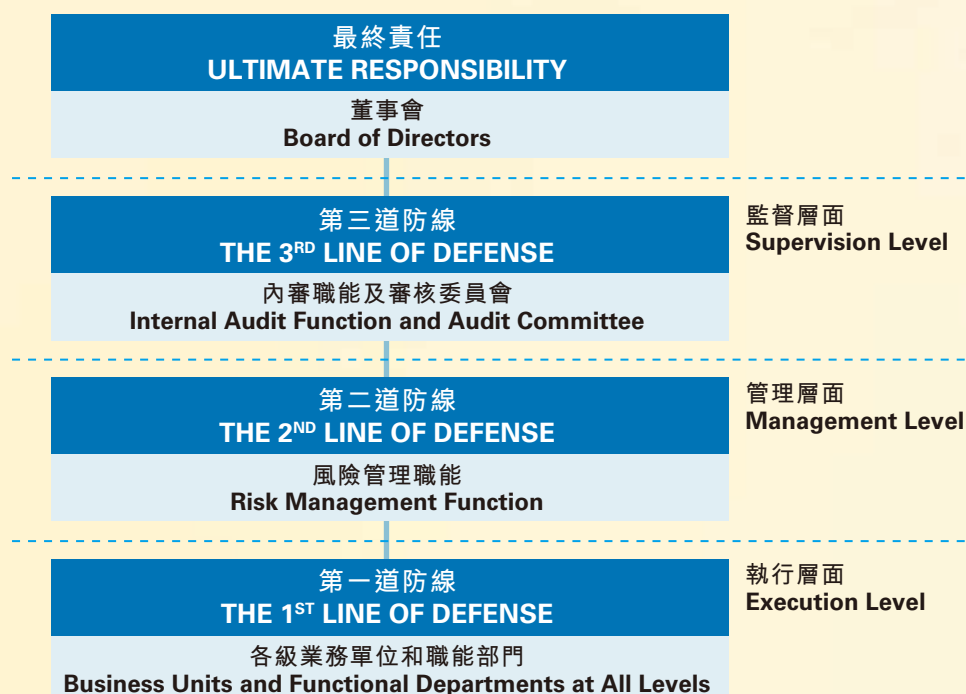 最終責任
ULTIMATE RESPONSIBILITY
董事會
Board of Directors
第三道防線
THE 3RD LINE OF DEFENSE
監督層面
Supervision Level
內審職能及審核委員會
Internal Audit Function and Audit Committee
第二道防線
THE 2ND LINE OF DEFENSE
管理層面
Management Level
風險管理職能
Risk Management Function
第一道防線
THE 1ST LINE OF DEFENSE
執行層面
Execution Level
各級業務單位和職能部門
Business Units and Functional Departments at All Levels